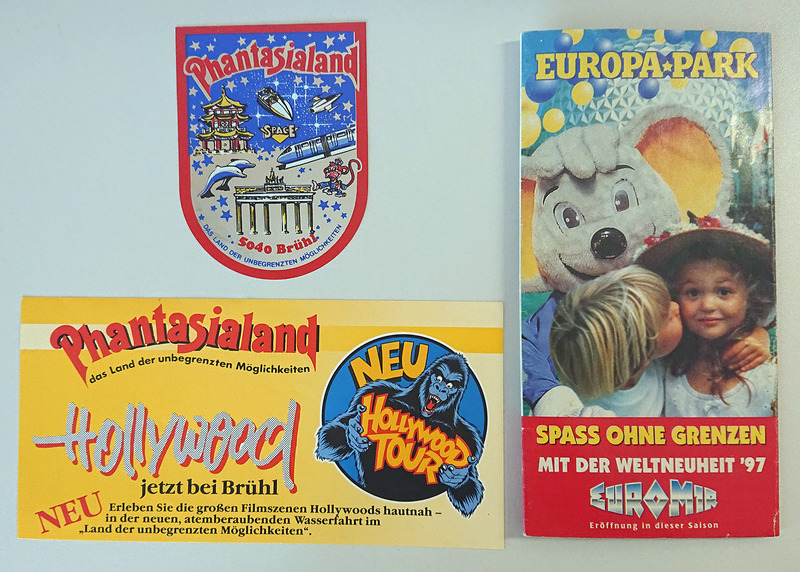 Phantasialand
SPACE
5040 Brühl
DAS LAND DER UNBEGRENZTEN MÖGLICHKEITEN
EUROPA★PARK
SPASS OHNE GRENZEN
MIT DER WELTNEUHEIT '97
EUROMIR
Eröffnung in dieser Saison
Phantasialand
das Land der unbegrenzten Möglichkeiten
Hollywood
jetzt bei Brühl
NEU
Erleben Sie die großen Filmszenen Hollywoods hautnah –
in der neuen, atemberaubenden Wasserfahrt im
„Land der unbegrenzten Möglichkeiten“.
NEU
HOLLYWOOD
TOUR